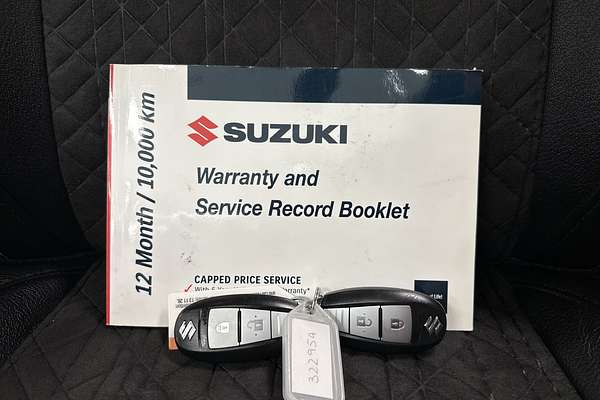 12 Month / 10,000 km
SUZUKI
Warranty and
Service Record Booklet
CAPPED PRICE SERVICE
322954